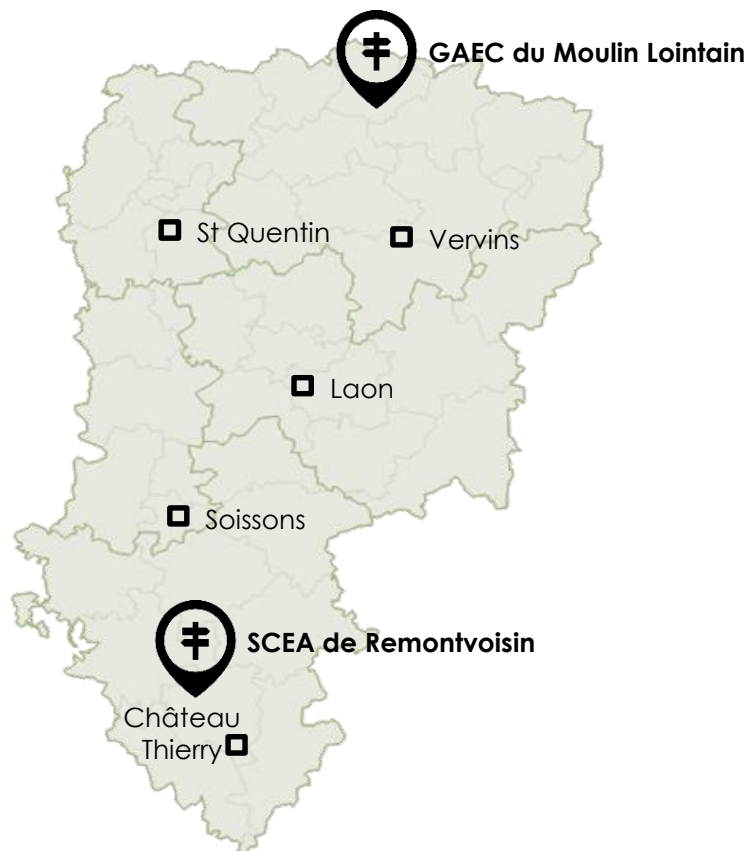 GAEC du Moulin Lointain
St Quentin
Vervins
Laon
Soissons
SCEA de Remontvoisin
Château
Thierry